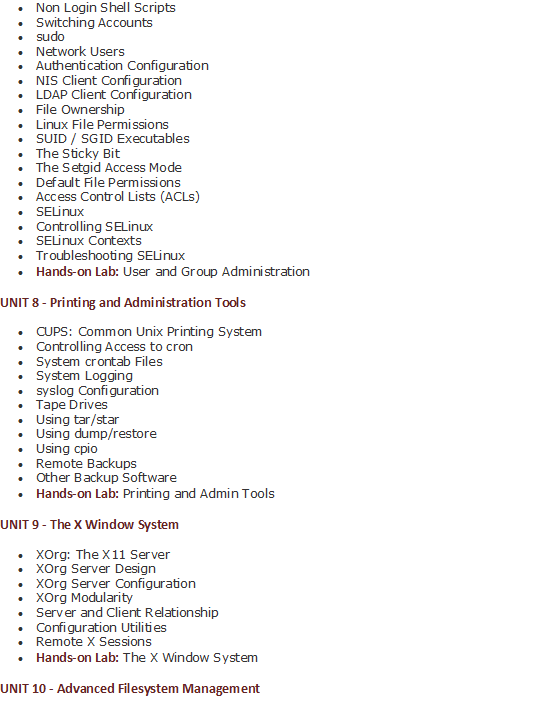 • Non Login Shell Scripts
• Switching Accounts
• sudo
• Network Users
• Authentication Configuration
• NIS Client Configuration
• LDAP Client Configuration
• File Ownership
• Linux File Permissions
• SUID / SGID Executables
• The Sticky Bit
• The Setgid Access Mode
• Default File Permissions
• Access Control Lists (ACLs)
• SELinux
• Controlling SELinux
• SELinux Contexts
• Troubleshooting SELinux
• Hands-on Lab: User and Group Administration
UNIT 8 - Printing and Administration Tools
• CUPS: Common Unix Printing System
• Controlling Access to cron
• System crontab Files
• System Logging
• syslog Configuration
• Tape Drives
• Using tar/star
• Using dump/restore
• Using cpio
• Remote Backups
• Other Backup Software
• Hands-on Lab: Printing and Admin Tools
UNIT 9 - The X Window System
• XOrg: The X11 Server
• XOrg Server Design
• XOrg Server Configuration
• XOrg Modularity
• Server and Client Relationship
• Configuration Utilities
• Remote X Sessions
• Hands-on Lab: The X Window System
UNIT 10 - Advanced Filesystem Management